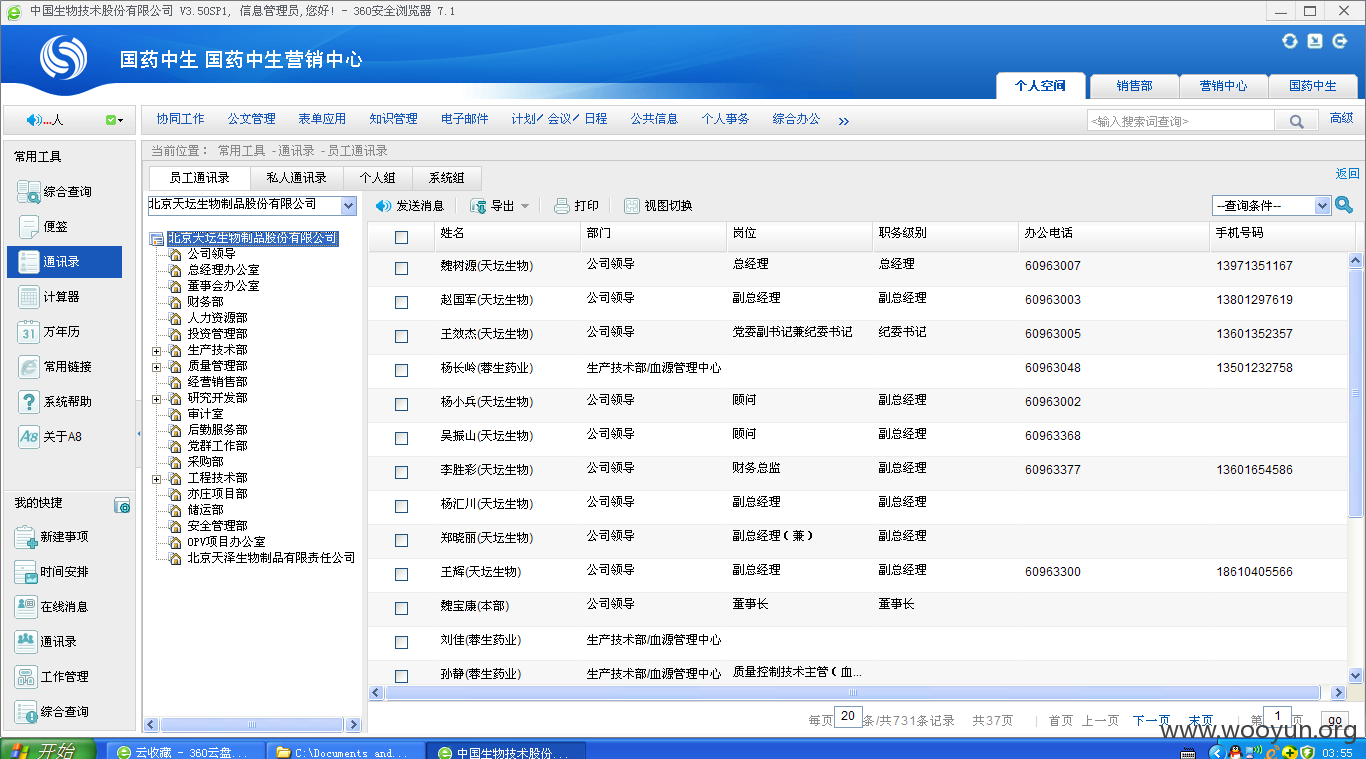 中国生物技术股份有限公司 V3.50SP1, 信息管理员,您好! - 360安全浏览器 7.1
国药中生 国药中生营销中心
个人空间 销售部 营销中心 国药中生
...人
协同工作 公文管理 表单应用 知识管理 电子邮件 计划/会议/日程 公共信息 个人事务 综合办公 >>
<输入搜索词查询> 高级
常用工具
综合查询
便签
通讯录
计算器
31 万年历
常用链接
? 系统帮助
A8 关于A8
我的快捷
新建事项
时间安排
在线消息
通讯录
工作管理
综合查询
当前位置： 常用工具 - 通讯录 - 员工通讯录
员工通讯录 私人通讯录 个人组 系统组
返回
北京天坛生物制品股份有限公司
发送消息 导出 打印 视图切换
--查询条件--
北京天坛生物制品股份有限公司
公司领导
总经理办公室
董事会办公室
财务部
人力资源部
投资管理部
生产技术部
质量管理部
经营销售部
研究开发部
审计室
后勤服务部
党群工作部
采购部
工程技术部
亦庄项目部
储运部
安全管理部
OPV项目办公室
北京天泽生物制品有限责任公司
姓名 部门 岗位 职务级别 办公电话 手机号码
魏树源(天坛生物) 公司领导 总经理 总经理 60963007 13971351167
赵国军(天坛生物) 公司领导 副总经理 副总经理 60963003 13801297619
王效杰(天坛生物) 公司领导 党委副书记兼纪委书记 纪委书记 60963005 13601352357
杨长岭(蓉生药业) 生产技术部/血源管理中心 60963048 13501232758
杨小兵(天坛生物) 公司领导 顾问 副总经理 60963002
吴振山(天坛生物) 公司领导 顾问 副总经理 60963368
李胜彩(天坛生物) 公司领导 财务总监 副总经理 60963377 13601654586
杨汇川(天坛生物) 公司领导 副总经理 副总经理
郑晓丽(天坛生物) 公司领导 副总经理（兼） 副总经理
王辉(天坛生物) 公司领导 副总经理 副总经理 60963300 18610405566
魏宝康(本部) 公司领导 董事长 董事长
刘佳(蓉生药业) 生产技术部/血源管理中心
孙静(蓉生药业) 生产技术部/血源管理中心 质量控制技术主管（血...
每页 20 条/共731条记录 共37页 | 首页 上一页 下一页 末页 | 第 1 页 go
www.wooyun.org
开始 云收藏 - 360云盘... C:\Documents and... 中国生物技术股份... 03:55